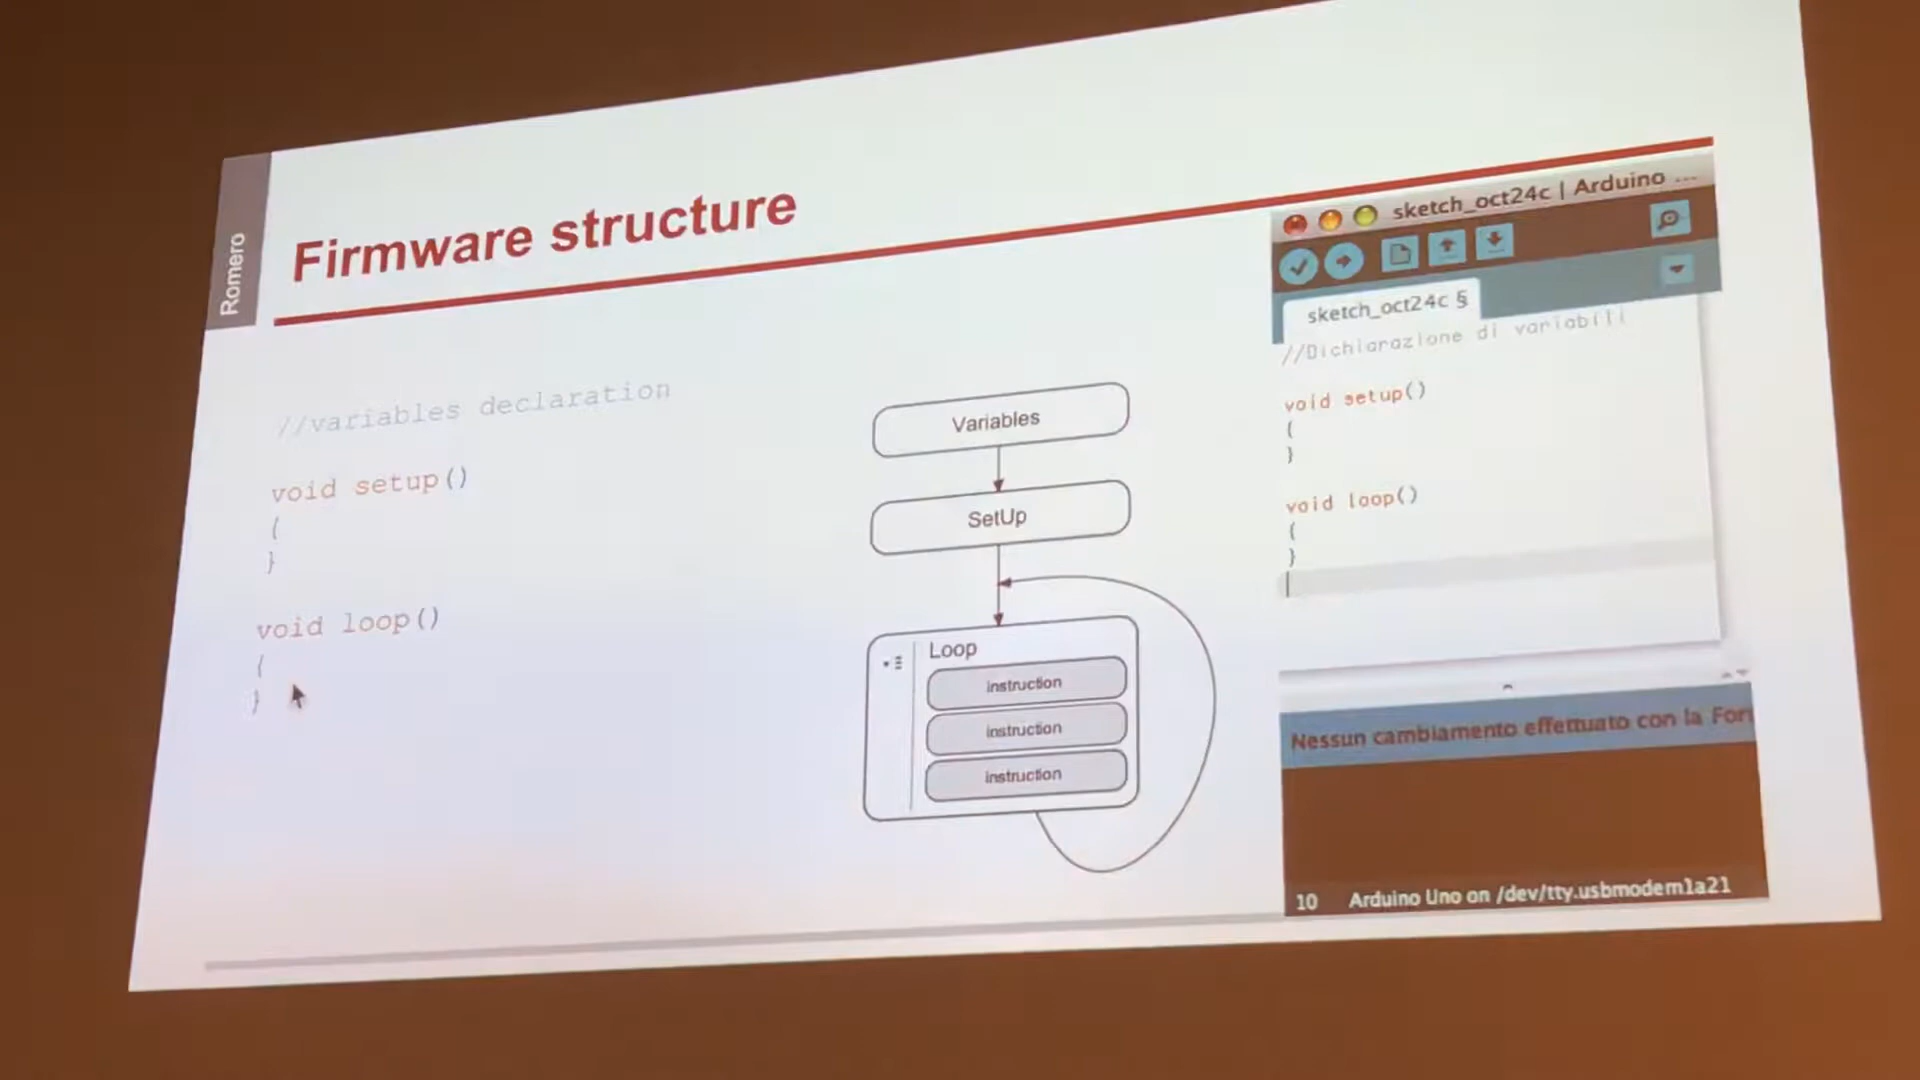 Romero
Firmware structure
//variables declaration
void setup()
{
}
void loop()
{
}
Variables
SetUp
Loop
instruction
instruction
instruction
sketch_oct24c | Arduino ...
sketch_oct24c §
//Dichiarazione di variabili
void setup()
{
}
void loop()
{
}
Nessun cambiamento effettuato con la For
10 Arduino Uno on /dev/tty.usbmodem1a21